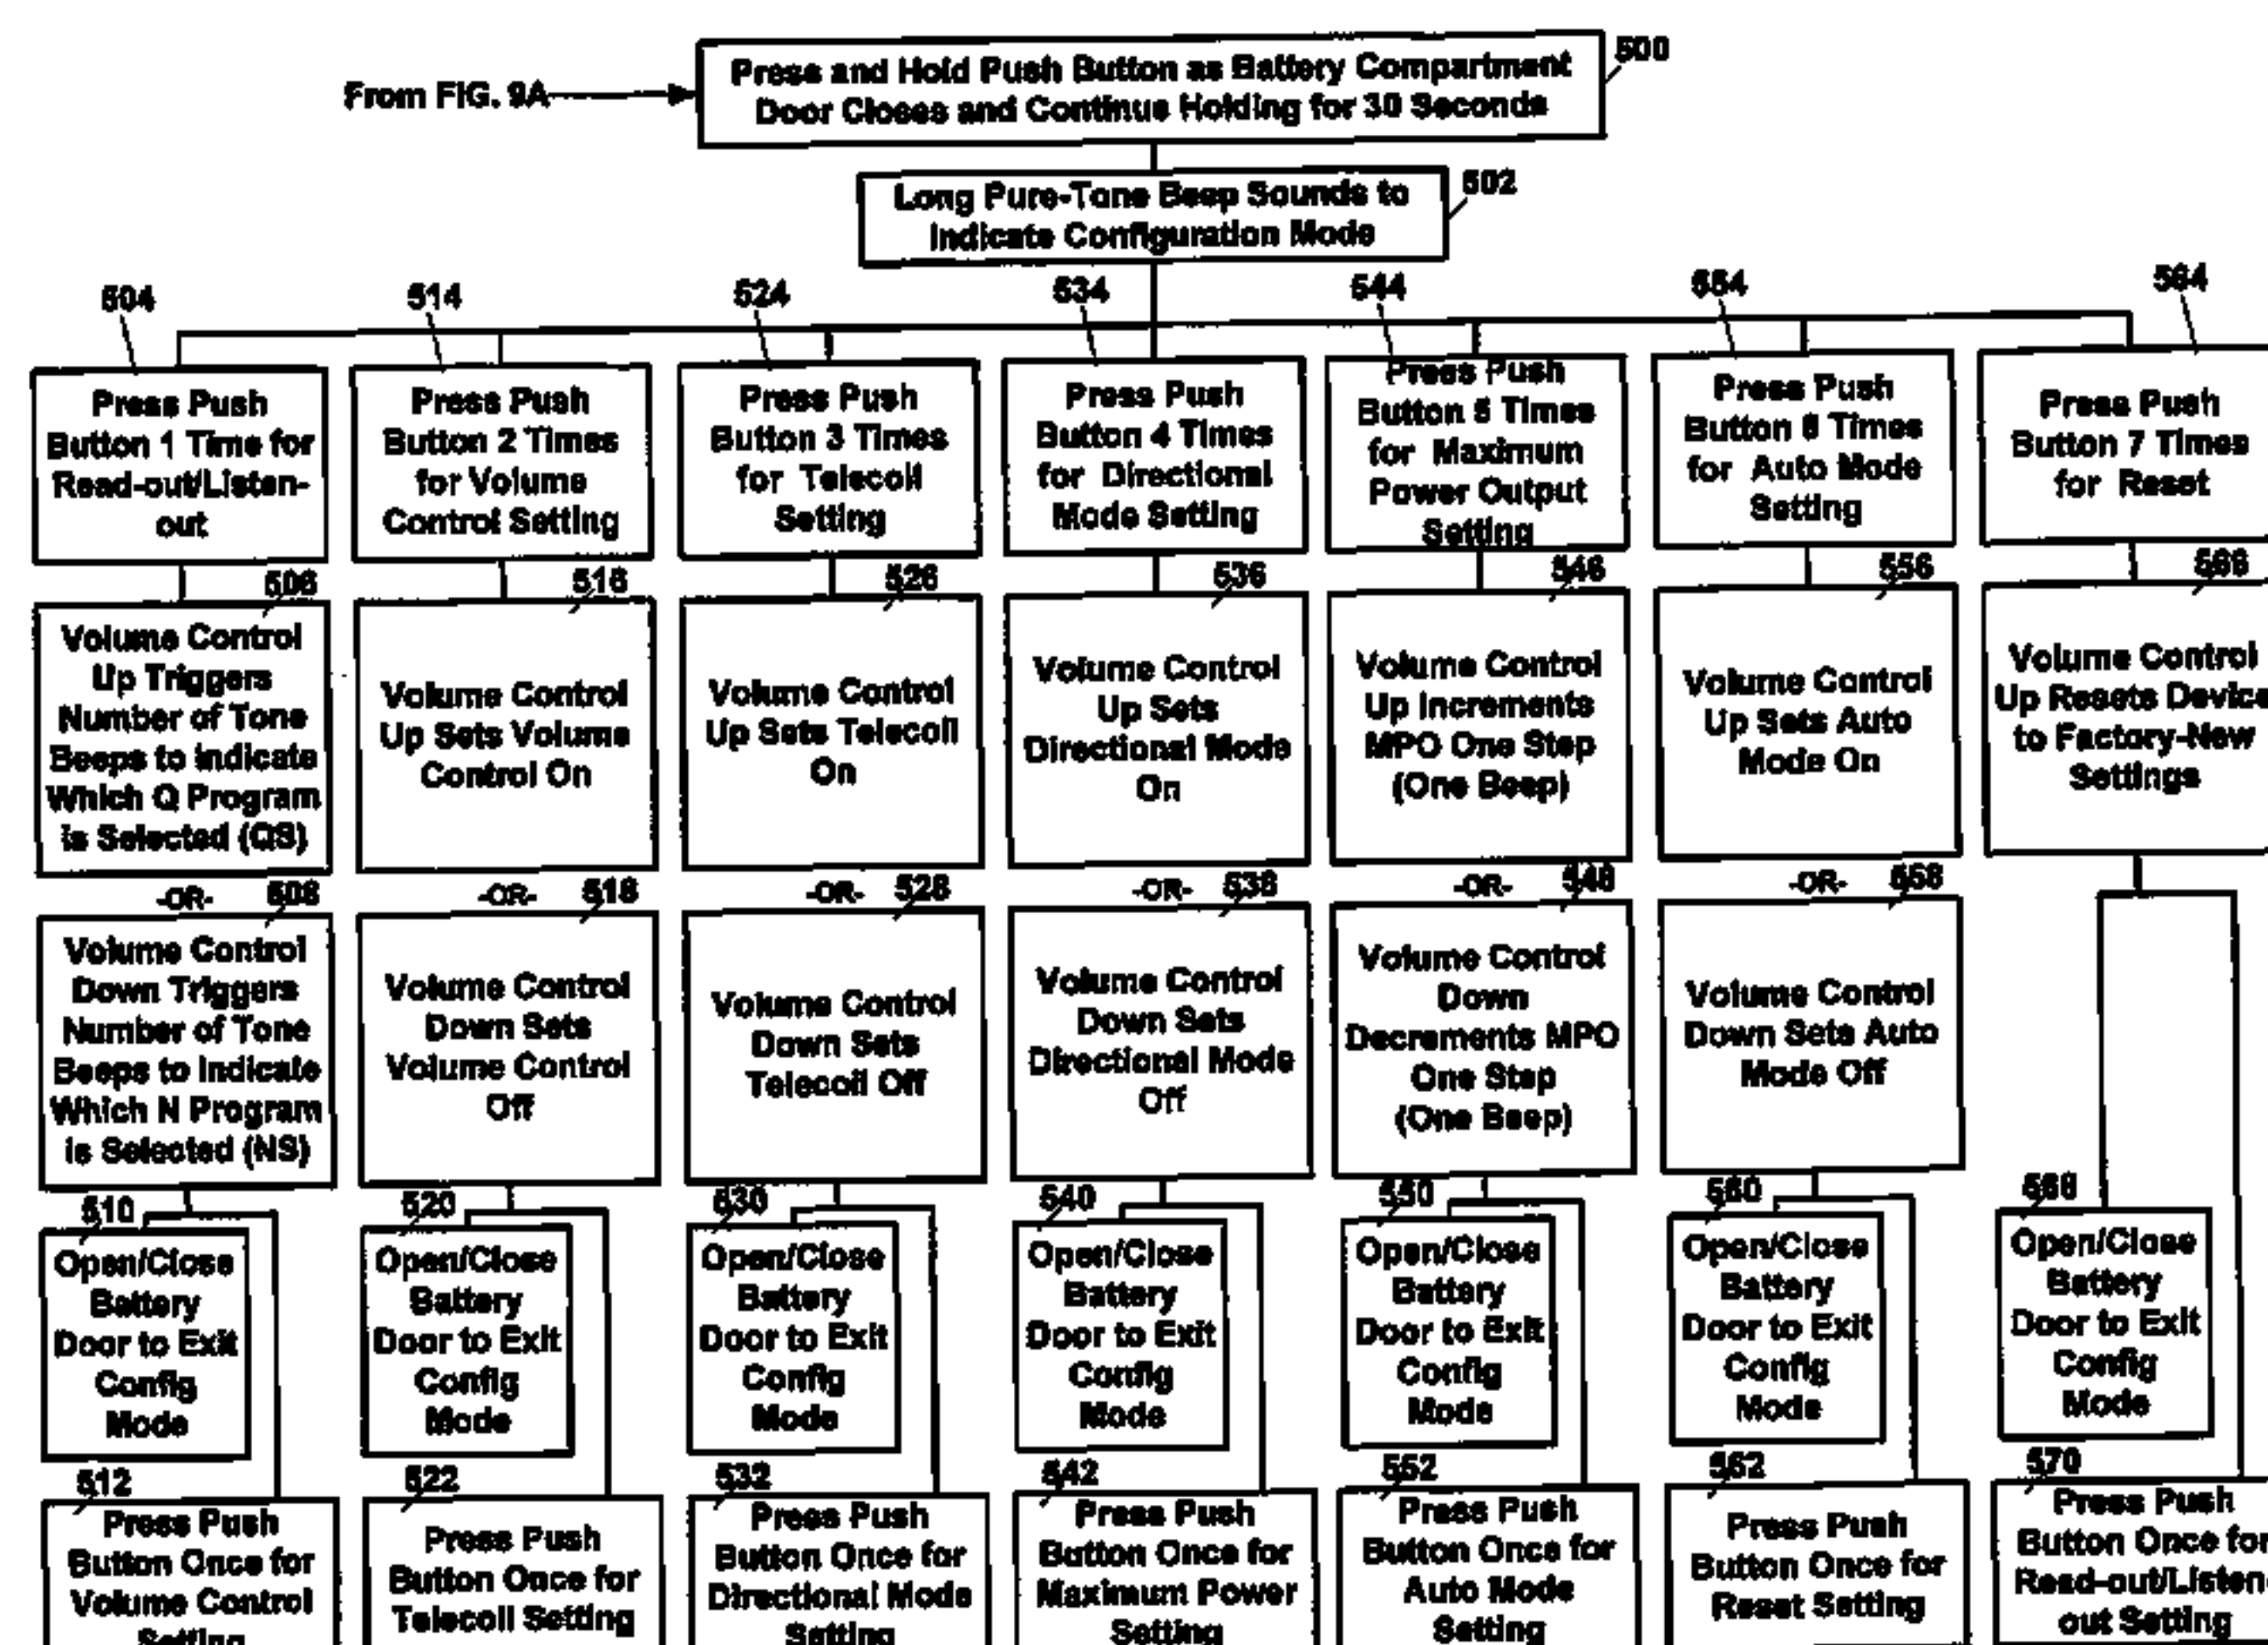 From FIG. 9A
Press and Hold Push Button as Battery Compartment
Door Closes and Continue Holding for 30 Seconds
500
Long Pure-Tone Beep Sounds to
Indicate Configuration Mode
502
504
Press Push
Button 1 Time for
Read-out/Listen-
out
514
Press Push
Button 2 Times
for Volume
Control Setting
524
Press Push
Button 3 Times
for Telecoil
Setting
534
Press Push
Button 4 Times
for Directional
Mode Setting
544
Press Push
Button 5 Times
for Maximum
Power Output
Setting
554
Press Push
Button 6 Times
for Auto Mode
Setting
564
Press Push
Button 7 Times
for Reset
506
Volume Control
Up Triggers
Number of Tone
Beeps to Indicate
Which Q Program
is Selected (QS)
516
Volume Control
Up Sets Volume
Control On
526
Volume Control
Up Sets Telecoil
On
536
Volume Control
Up Sets
Directional Mode
On
546
Volume Control
Up Increments
MPO One Step
(One Beep)
556
Volume Control
Up Sets Auto
Mode On
566
Volume Control
Up Resets Device
to Factory-New
Settings
-OR- 508
Volume Control
Down Triggers
Number of Tone
Beeps to Indicate
Which N Program
is Selected (NS)
-OR- 518
Volume Control
Down Sets
Volume Control
Off
-OR- 528
Volume Control
Down Sets
Telecoil Off
-OR- 538
Volume Control
Down Sets
Directional Mode
Off
-OR- 548
Volume Control
Down
Decrements MPO
One Step
(One Beep)
-OR- 558
Volume Control
Down Sets Auto
Mode Off
510
Open/Close
Battery
Door to Exit
Config
Mode
520
Open/Close
Battery
Door to Exit
Config
Mode
530
Open/Close
Battery
Door to Exit
Config
Mode
540
Open/Close
Battery
Door to Exit
Config
Mode
550
Open/Close
Battery
Door to Exit
Config
Mode
560
Open/Close
Battery
Door to Exit
Config
Mode
568
Open/Close
Battery
Door to Exit
Config
Mode
512
Press Push
Button Once for
Volume Control
Setting
522
Press Push
Button Once for
Telecoil Setting
532
Press Push
Button Once for
Directional Mode
Setting
542
Press Push
Button Once for
Maximum Power
Setting
552
Press Push
Button Once for
Auto Mode
Setting
562
Press Push
Button Once for
Reset Setting
570
Press Push
Button Once for
Read-out/Listen-
out Setting